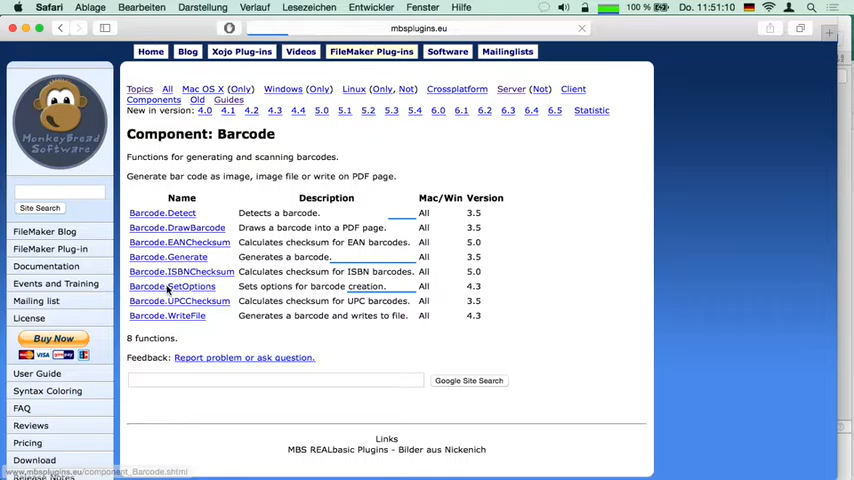 Safari Ablage Bearbeiten Darstellung Verlauf Lesezeichen Entwickler Fenster Hilfe 100 % Do. 11:51:10
mbsplugins.eu
Home Blog Xojo Plug-ins Videos FileMaker Plug-ins Software Mailinglists
Topics All Mac OS X (Only) Windows (Only) Linux (Only, Not) Crossplatform Server (Not) Client
Components Old Guides
New in version: 4.0 4.1 4.2 4.3 4.4 5.0 5.1 5.2 5.3 5.4 6.0 6.1 6.2 6.3 6.4 6.5 Statistic
MONKEYBREAD
SOFTWARE
Site Search
FileMaker Blog
FileMaker Plug-in
Documentation
Events and Training
Mailing list
License
Buy Now
VISA
User Guide
Syntax Coloring
FAQ
Reviews
Pricing
Download
Release Notes
Component: Barcode
Functions for generating and scanning barcodes.
Generate bar code as image, image file or write on PDF page.
Name Description Mac/Win Version
Barcode.Detect Detects a barcode. All 3.5
Barcode.DrawBarcode Draws a barcode into a PDF page. All 3.5
Barcode.EANChecksum Calculates checksum for EAN barcodes. All 5.0
Barcode.Generate Generates a barcode. All 3.5
Barcode.ISBNChecksum Calculates checksum for ISBN barcodes. All 5.0
Barcode.SetOptions Sets options for barcode creation. All 4.3
Barcode.UPCChecksum Calculates checksum for UPC barcodes. All 3.5
Barcode.WriteFile Generates a barcode and writes to file. All 4.3
8 functions.
Feedback: Report problem or ask question.
Google Site Search
Links
MBS REALbasic Plugins - Bilder aus Nickenich
www.mbsplugins.eu/component_Barcode.shtml